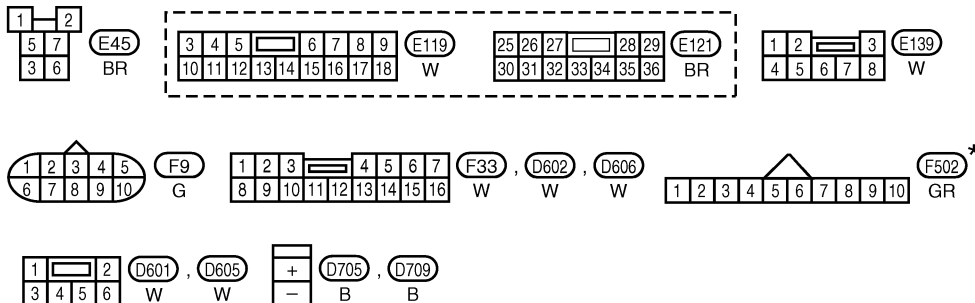 1 2
5 7
3 6
E45
BR
3 4 5 6 7 8 9
10 11 12 13 14 15 16 17 18
E119
W
25 26 27 28 29
30 31 32 33 34 35 36
E121
BR
1 2 3
4 5 6 7 8
E139
W
1 2 3 4 5
6 7 8 9 10
F9
G
1 2 3 4 5 6 7
8 9 10 11 12 13 14 15 16
F33 , D602 , D606
W W W
1 2 3 4 5 6 7 8 9 10
F502 *
GR
1 2
3 4 5 6
D601 , D605
W W
+
−
D705 , D709
B B